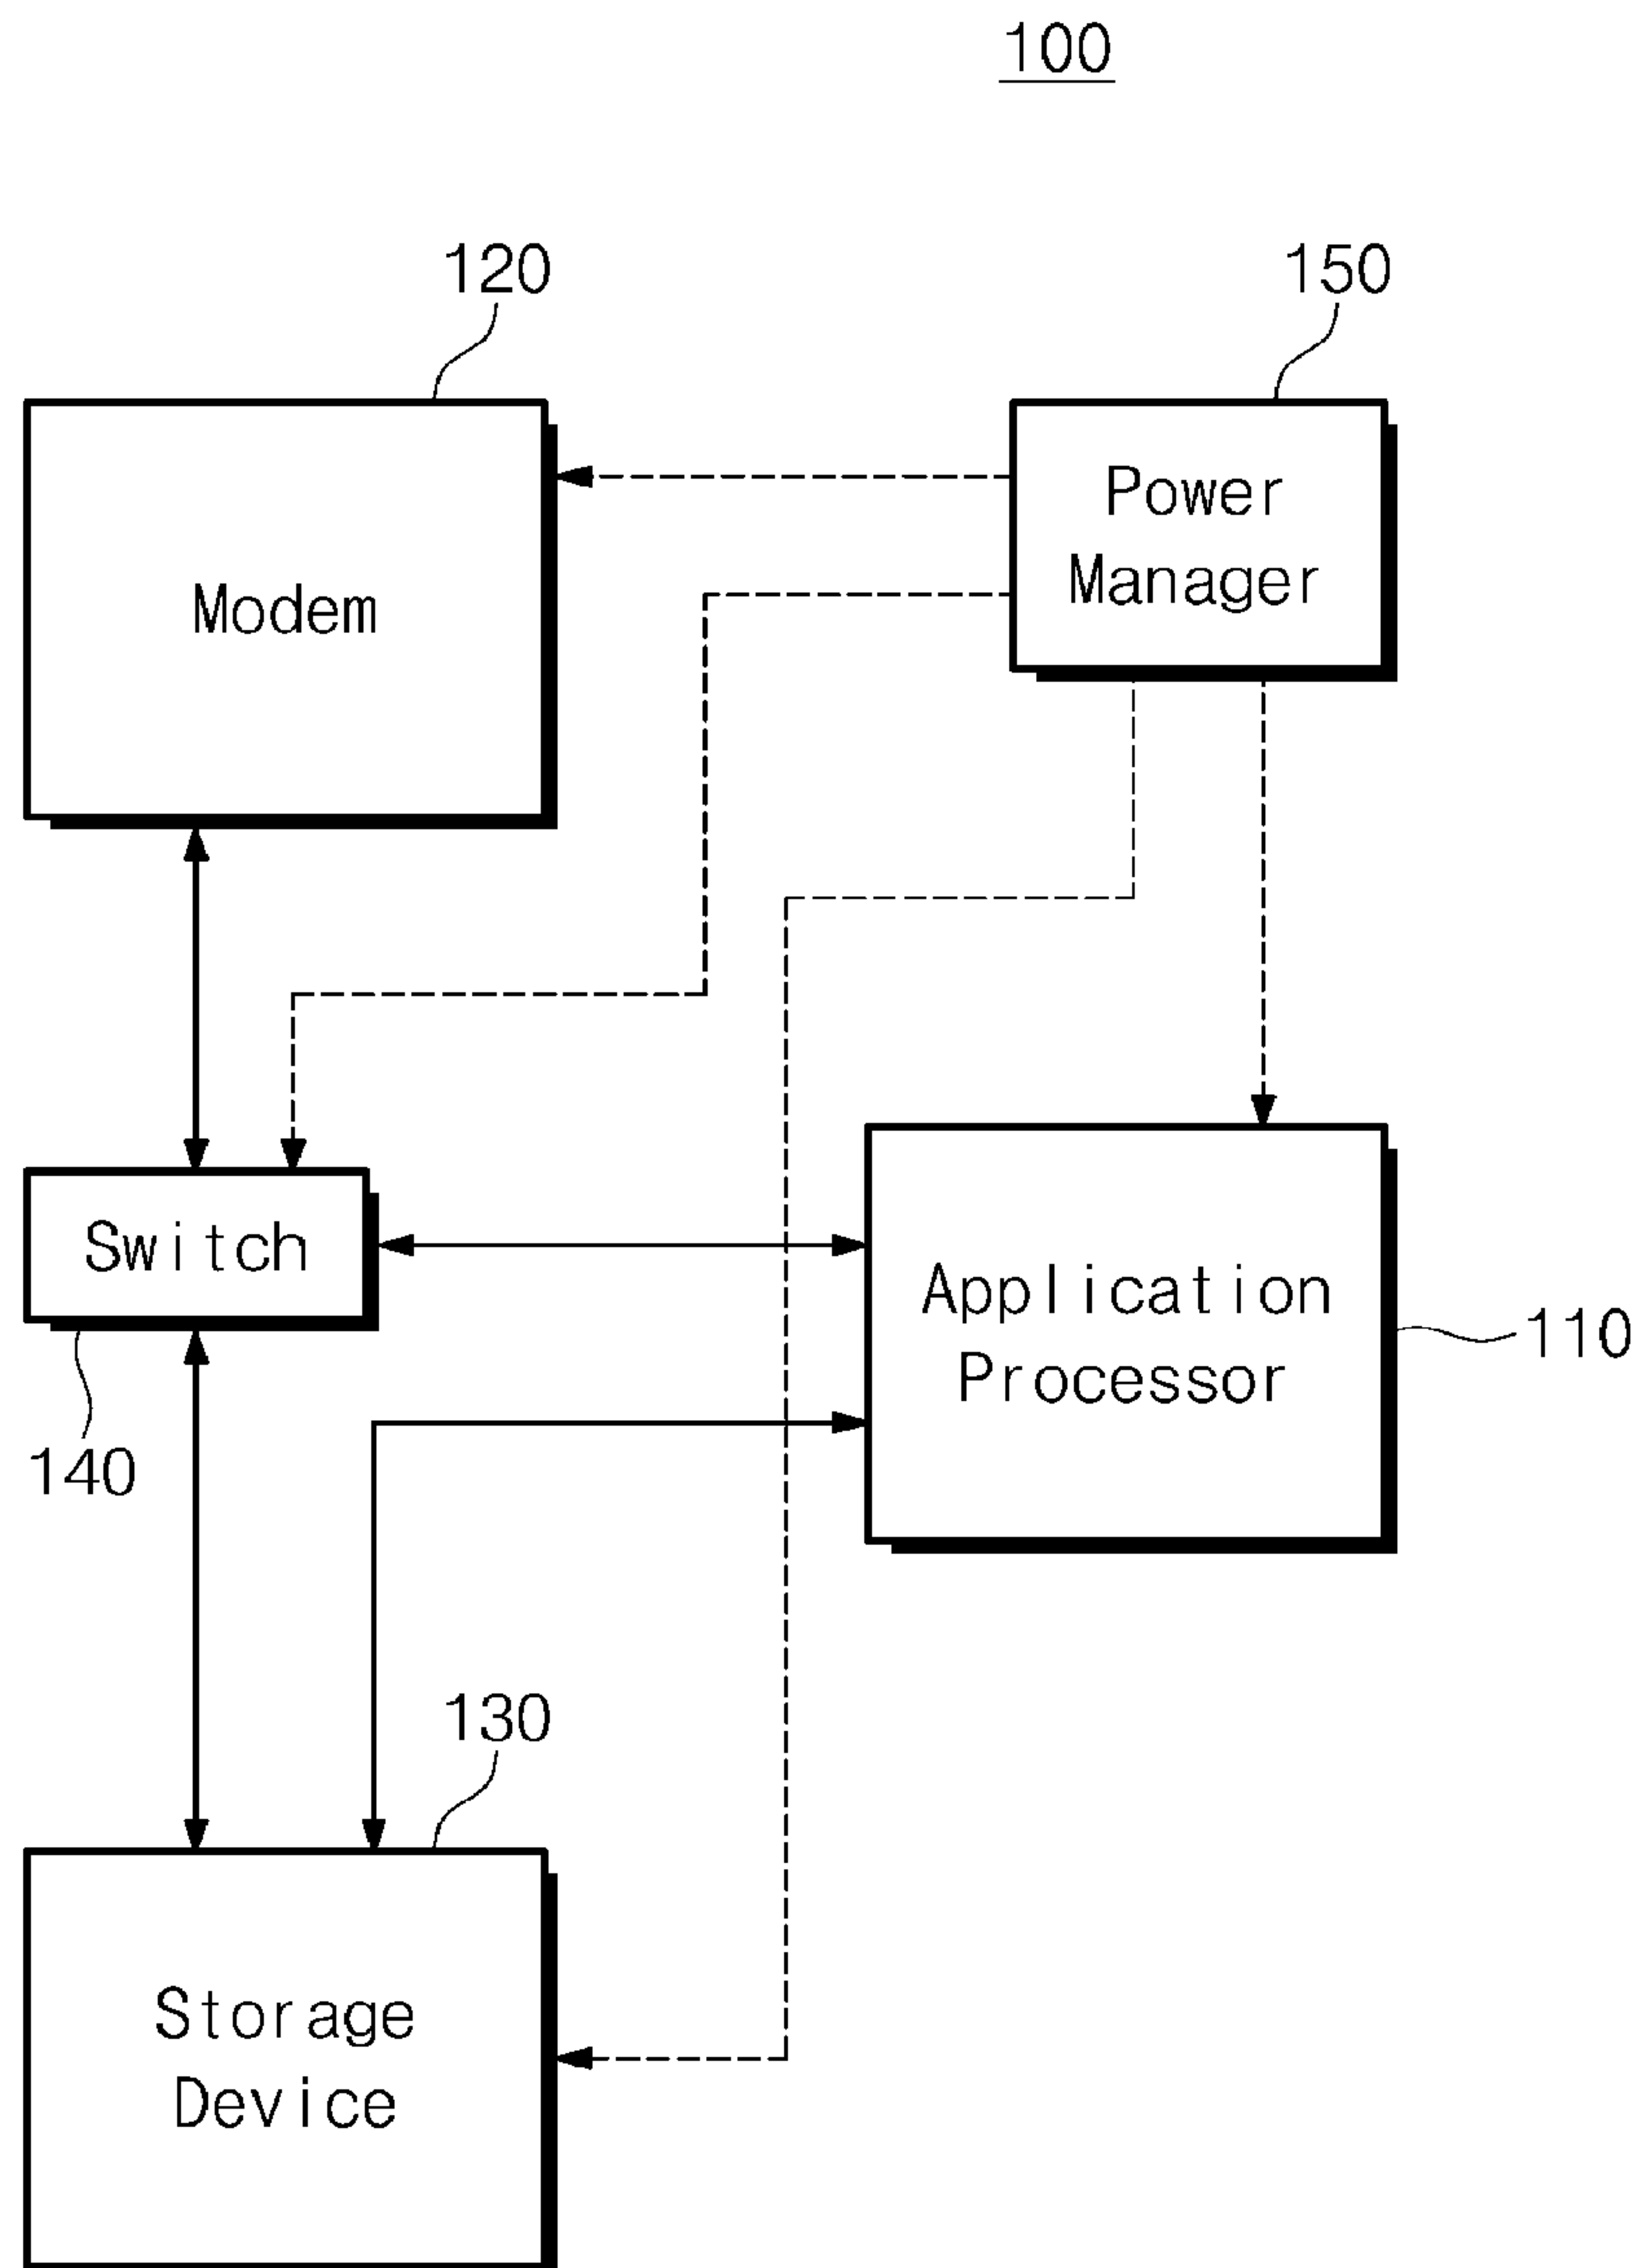 100
120
150
Modem
Power
Manager
Switch
Application
Processor
110
140
130
Storage
Device